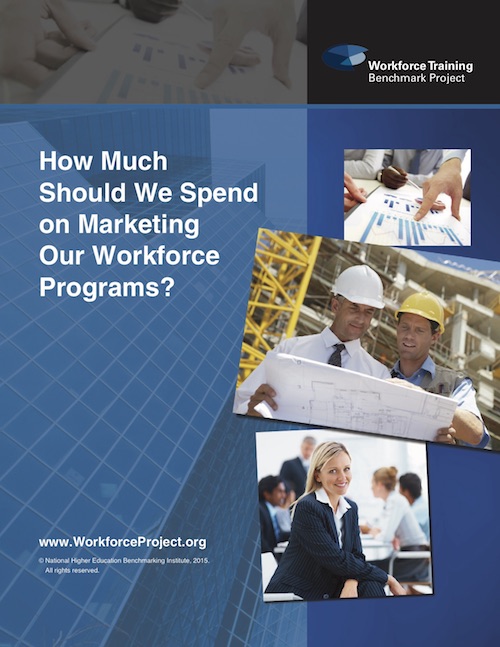 Workforce Training
Benchmark Project
How Much
Should We Spend
on Marketing
Our Workforce
Programs?
www.WorkforceProject.org
© National Higher Education Benchmarking Institute, 2015.
All rights reserved.